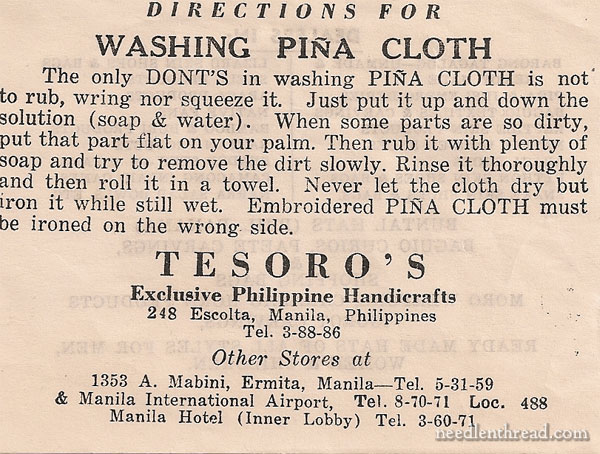 DIRECTIONS FOR
WASHING PIÑA CLOTH
The only DONT'S in washing PIÑA CLOTH is not
to rub, wring nor squeeze it. Just put it up and down the
solution (soap & water). When some parts are so dirty,
put that part flat on your palm. Then rub it with plenty of
soap and try to remove the dirt slowly. Rinse it thoroughly
and then roll it in a towel. Never let the cloth dry but
iron it while still wet. Embroidered PIÑA CLOTH must
be ironed on the wrong side.
TESORO'S
Exclusive Philippine Handicrafts
248 Escolta, Manila, Philippines
Tel. 3-88-86
Other Stores at
1353 A. Mabini, Ermita, Manila—Tel. 5-31-59
& Manila International Airport, Tel. 8-70-71 Loc. 488
Manila Hotel (Inner Lobby) Tel. 3-60-71
needlenthread.com